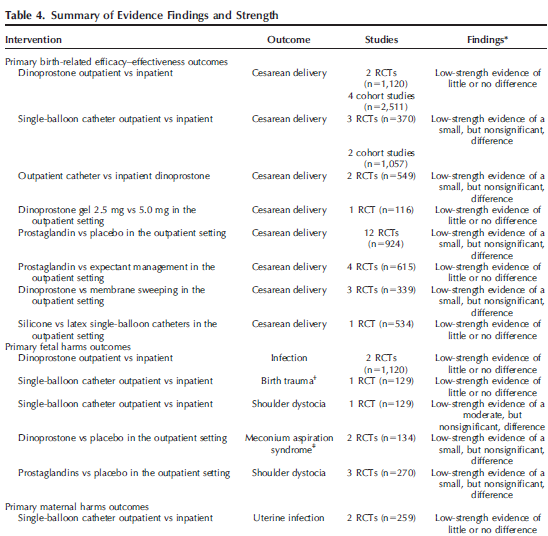 Table 4. Summary of Evidence Findings and Strength
Intervention Outcome Studies Findings*
Primary birth-related efficacy–effectiveness outcomes
Dinoprostone outpatient vs inpatient Cesarean delivery 2 RCTs Low-strength evidence of
(n=1,120) little or no difference
4 cohort studies
(n=2,511)
Single-balloon catheter outpatient vs inpatient Cesarean delivery 3 RCTs (n=370) Low-strength evidence of a
small, but nonsignificant,
2 cohort studies difference
(n=1,057)
Outpatient catheter vs inpatient dinoprostone Cesarean delivery 2 RCTs (n=549) Low-strength evidence of a
small, but nonsignificant,
difference
Dinoprostone gel 2.5 mg vs 5.0 mg in the Cesarean delivery 1 RCT (n=116) Low-strength evidence of
outpatient setting little or no difference
Prostaglandin vs placebo in the outpatient setting Cesarean delivery 12 RCTs Low-strength evidence of a
(n=924) small, but nonsignificant,
difference
Prostaglandin vs expectant management in the Cesarean delivery 4 RCTs (n=615) Low-strength evidence of
outpatient setting little or no difference
Dinoprostone vs membrane sweeping in the Cesarean delivery 3 RCTs (n=339) Low-strength evidence of a
outpatient setting small, but nonsignificant,
difference
Silicone vs latex single-balloon catheters in the Cesarean delivery 1 RCT (n=534) Low-strength evidence of
outpatient setting little or no difference
Primary fetal harms outcomes
Dinoprostone outpatient vs inpatient Infection 2 RCTs Low-strength evidence of
(n=1,120) little or no difference
Single-balloon catheter outpatient vs inpatient Birth trauma† 1 RCT (n=129) Low-strength evidence of
little or no difference
Single-balloon catheter outpatient vs inpatient Shoulder dystocia 1 RCT (n=129) Low-strength evidence of a
moderate, but
nonsignificant, difference
Dinoprostone vs placebo in the outpatient setting Meconium aspiration 2 RCTs (n=134) Low-strength evidence of a
syndrome‡ small, but nonsignificant,
difference
Prostaglandins vs placebo in the outpatient setting Shoulder dystocia 3 RCTs (n=270) Low-strength evidence of a
small, but nonsignificant,
difference
Primary maternal harms outcomes
Single-balloon catheter outpatient vs inpatient Uterine infection 2 RCTs (n=259) Low-strength evidence of
little or no difference